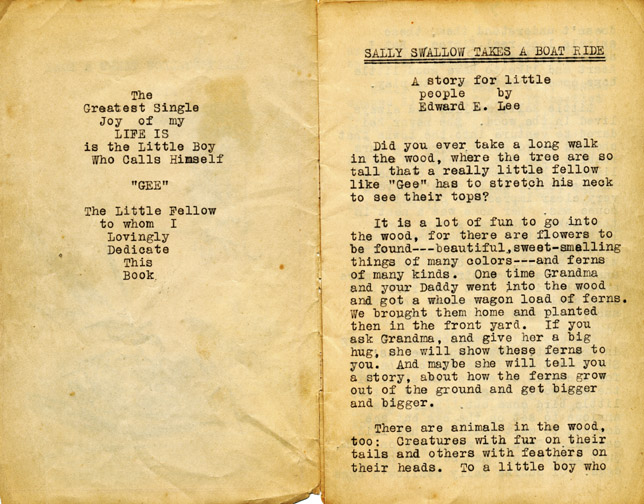 The
Greatest Single
Joy of my
LIFE IS
is the Little Boy
Who Calls Himself
"GEE"
The Little Fellow
to whom I
Lovingly
Dedicate
This
Book
SALLY SWALLOW TAKES A BOAT RIDE
A story for little
people by
Edward E. Lee
Did you ever take a long walk
in the wood, where the tree are so
tall that a really little fellow
like "Gee" has to stretch his neck
to see their tops?
It is a lot of fun to go into
the wood, for there are flowers to
be found---beautiful,sweet-smelling
things of many colors----and ferns
of many kinds. One time Grandma
and your Daddy went into the wood
and got a whole wagon load of ferns.
We brought them home and planted
then in the front yard. If you
ask Grandma, and give her a big
hug, she will show these ferns to
you. And maybe she will tell you
a story, about how the ferns grow
out of the ground and get bigger
and bigger.
There are animals in the wood,
too: Creatures with fur on their
tails and others with feathers on
their heads. To a little boy who